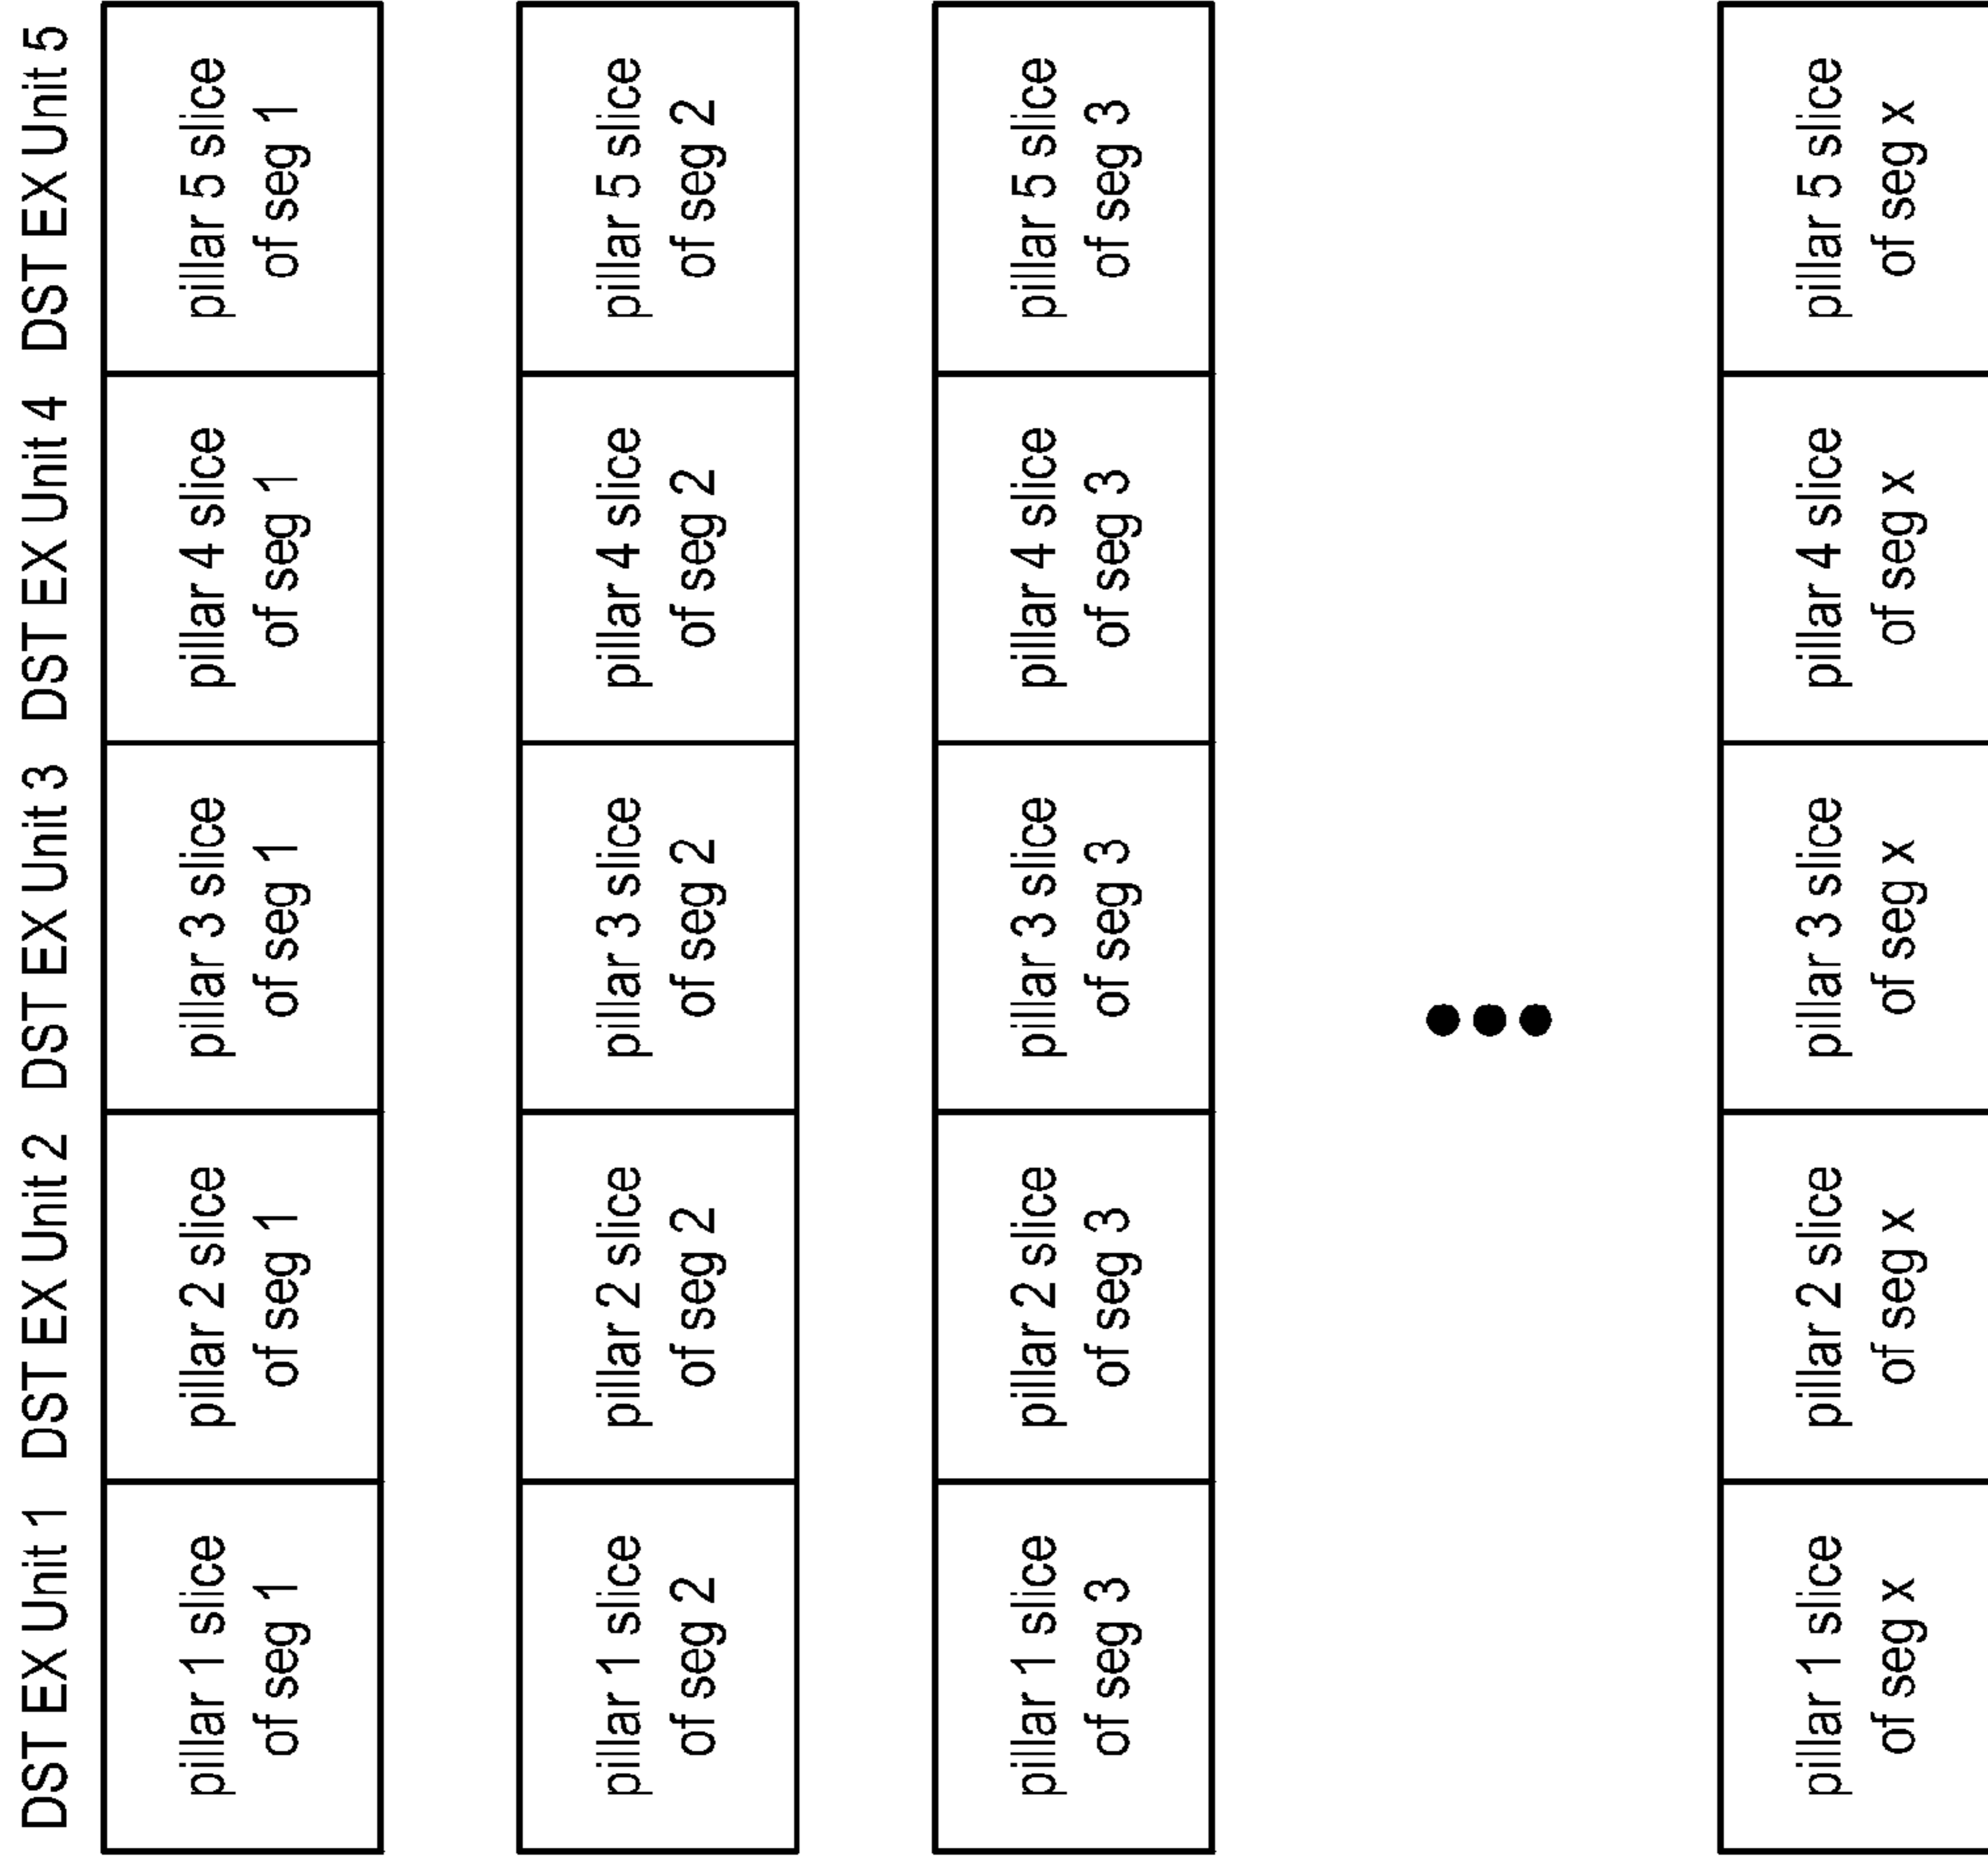 DST EX Unit 1 DST EX Unit 2 DST EX Unit 3 DST EX Unit 4 DST EX Unit 5
pillar 1 slice
of seg 1
pillar 2 slice
of seg 1
pillar 3 slice
of seg 1
pillar 4 slice
of seg 1
pillar 5 slice
of seg 1
pillar 1 slice
of seg 2
pillar 2 slice
of seg 2
pillar 3 slice
of seg 2
pillar 4 slice
of seg 2
pillar 5 slice
of seg 2
pillar 1 slice
of seg 3
pillar 2 slice
of seg 3
pillar 3 slice
of seg 3
pillar 4 slice
of seg 3
pillar 5 slice
of seg 3
pillar 1 slice
of seg x
pillar 2 slice
of seg x
pillar 3 slice
of seg x
pillar 4 slice
of seg x
pillar 5 slice
of seg x